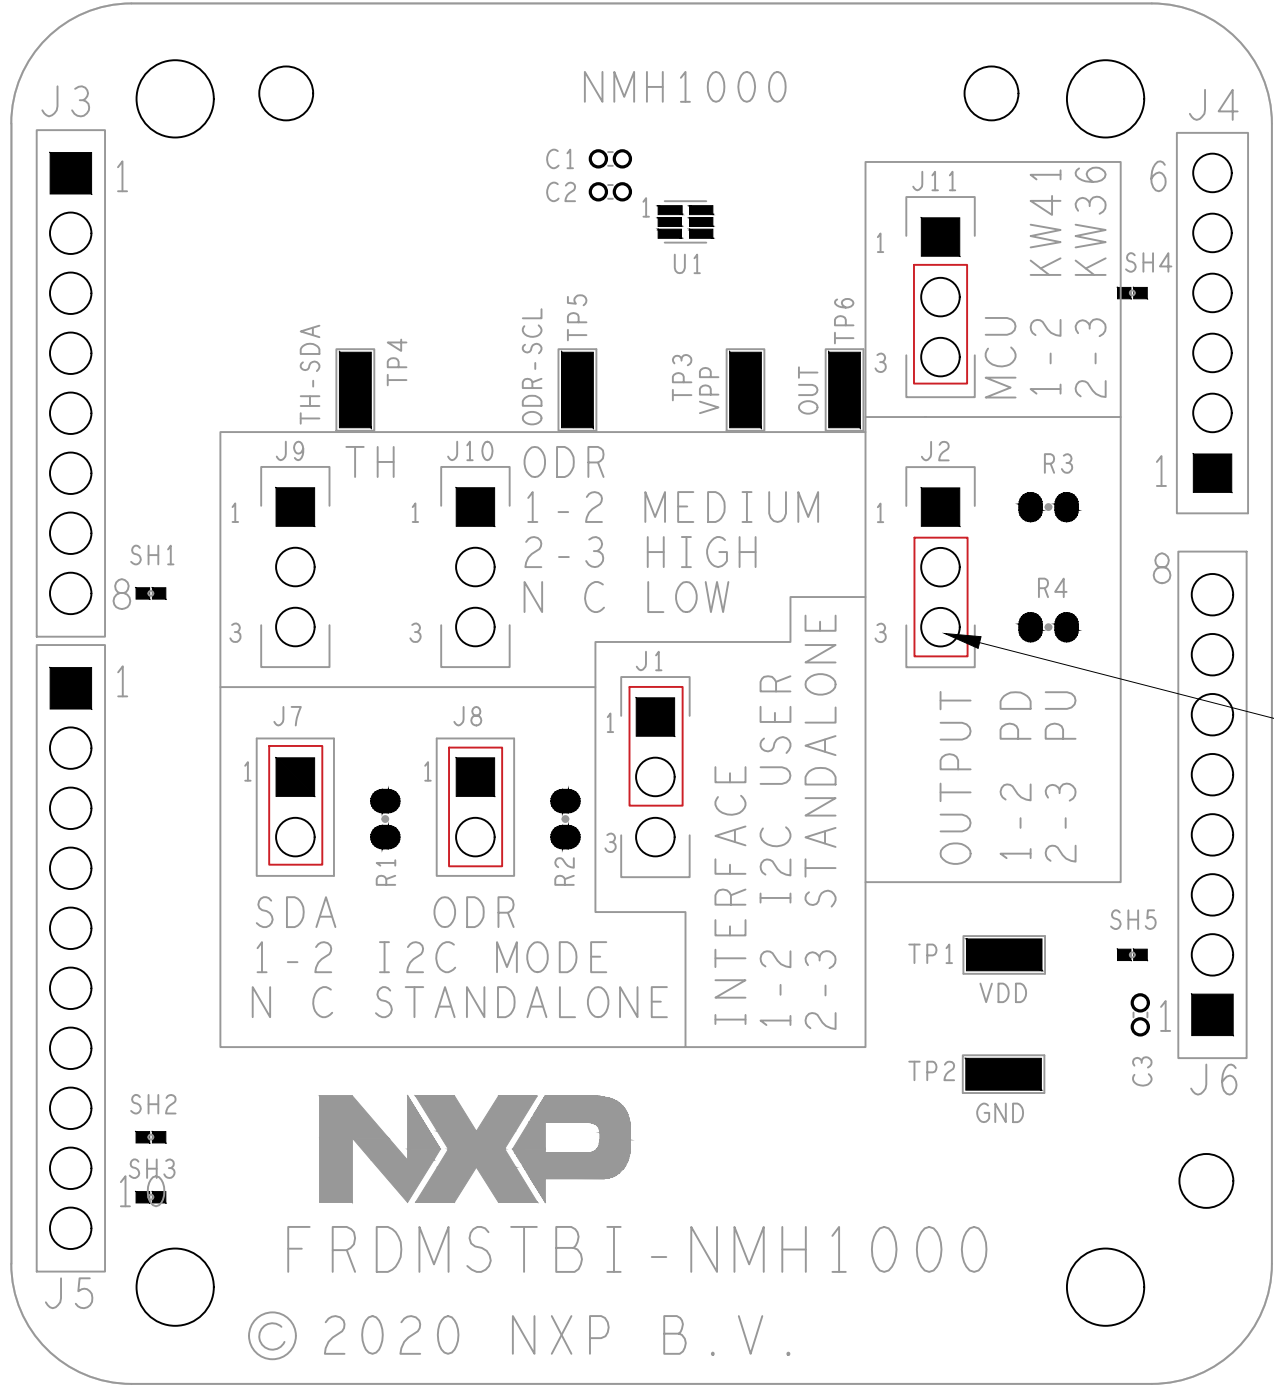 NMH1000
J3
1
8
SH1
C1
C2
1
U1
J11
1
3
MCU
1-2 KW41
2-3 KW36
J4
6
1
SH4
TH-SDA
TP4
ODR-SCL
TP5
TP3
VPP
OUT
TP6
J9
TH
1
3
J10
ODR
1
3
1-2 MEDIUM
2-3 HIGH
N C LOW
J2
1
3
R3
R4
OUTPUT
1-2 PD
2-3 PU
J1
1
3
INTERFACE
1-2 I2C USER
2-3 STANDALONE
J7
1
R1
J8
1
R2
SDA ODR
1-2 I2C MODE
N C STANDALONE
8
1
J6
SH5
TP1
VDD
C3
TP2
GND
1
SH2
SH3
10
J5
NXP
FRDMSTBI-NMH1000
© 2020 NXP B.V.